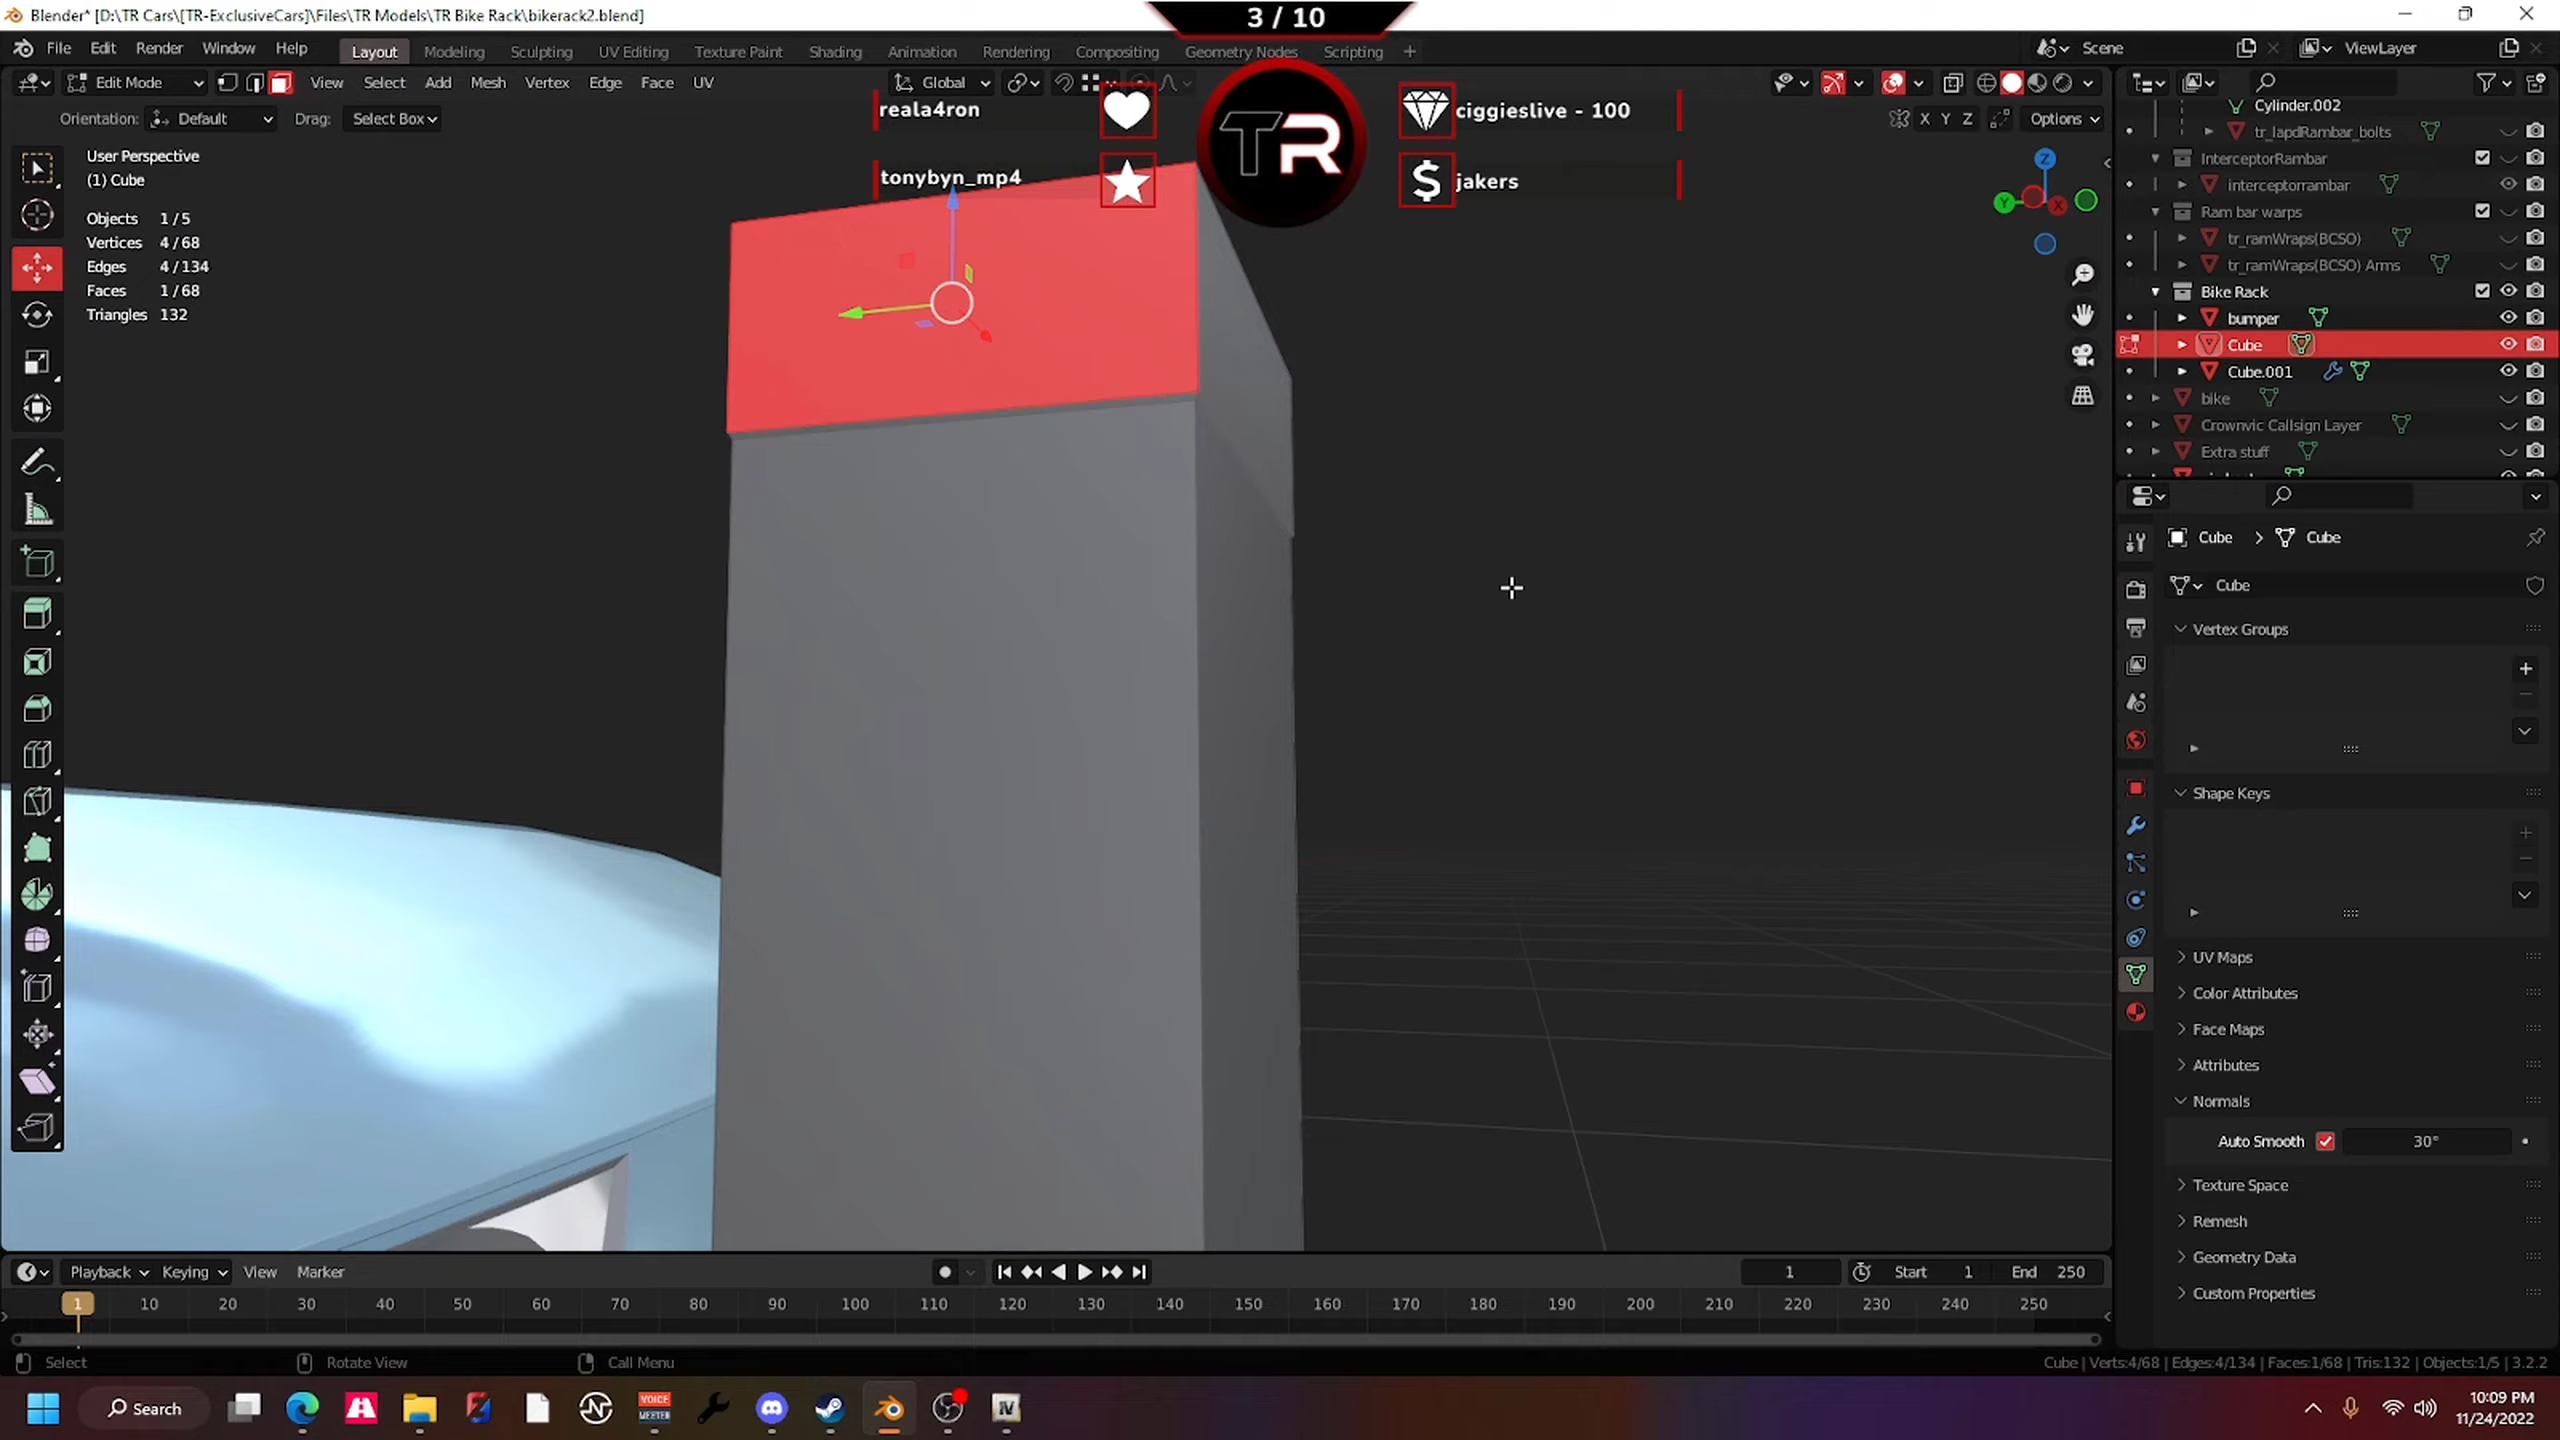 Blender* [D:\TR Cars\[TR-ExclusiveCars]\Files\TR Models\TR Bike Rack\bikerack2.blend]
3 / 10
File Edit Render Window Help Layout Modeling Sculpting UV Editing Texture Paint Shading Animation Rendering Compositing Geometry Nodes Scripting + Scene ViewLayer
Edit Mode View Select Add Mesh Vertex Edge Face UV Global
Orientation: Default Drag: Select Box X Y Z Options
reala4ron
ciggieslive - 100
tonybyn_mp4
jakers
TR
User Perspective
(1) Cube
Objects 1 / 5
Vertices 4 / 68
Edges 4 / 134
Faces 1 / 68
Triangles 132
Z
Y
X
Cylinder.002
tr_lapdRambar_bolts
InterceptorRambar
interceptorrambar
Ram bar warps
tr_ramWraps(BCSO)
tr_ramWraps(BCSO) Arms
Bike Rack
bumper
Cube
Cube.001
bike
Crownvic Callsign Layer
Extra stuff
Cube > Cube
Cube
Vertex Groups
Shape Keys
UV Maps
Color Attributes
Face Maps
Attributes
Normals
Auto Smooth 30°
Texture Space
Remesh
Geometry Data
Custom Properties
Playback Keying View Marker 1 Start 1 End 250
1 10 20 30 40 50 60 70 80 90 100 110 120 130 140 150 160 170 180 190 200 210 220 230 240 250
Select Rotate View Call Menu
Cube | Verts:4/68 | Edges:4/134 | Faces:1/68 | Tris:132 | Objects:1/5 | 3.2.2
Search
VOICE
MEETER
IV
10:09 PM
11/24/2022